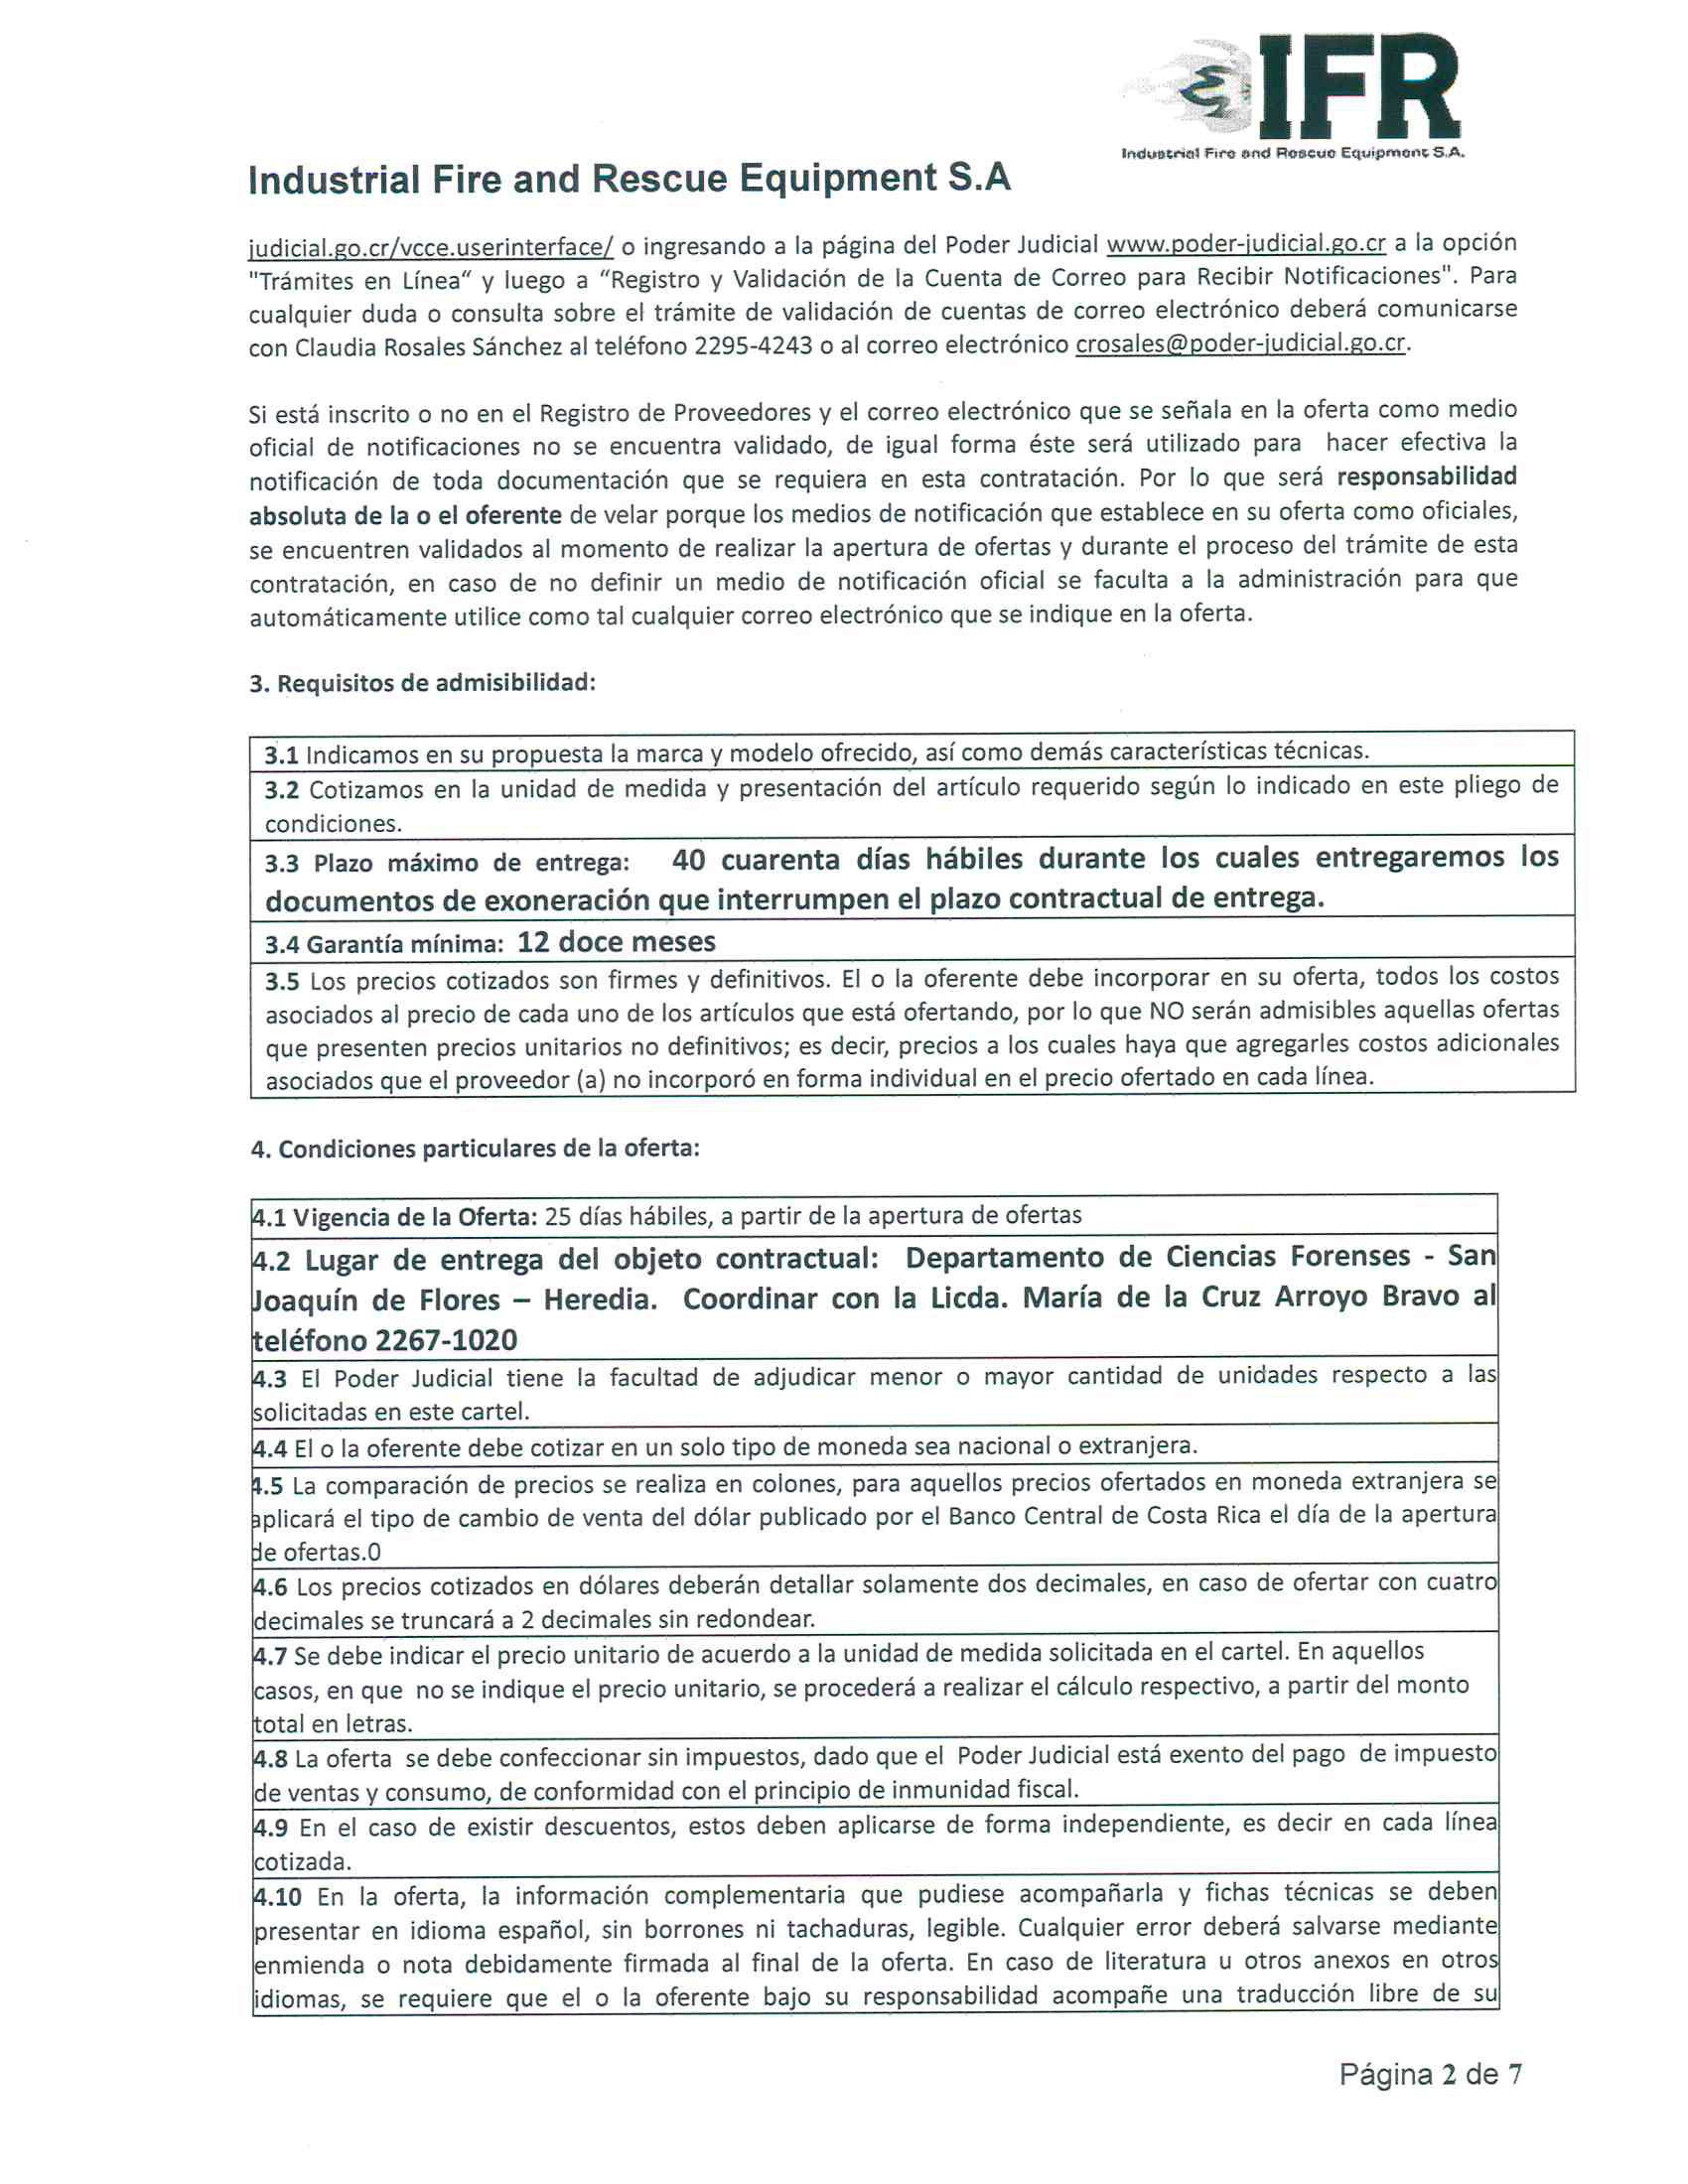 IFR
Industrial Fire and Rescue Equipment S.A.
Industrial Fire and Rescue Equipment S.A
judicial.go.cr/vcce.userinterface/ o ingresando a la página del Poder Judicial www.poder-judicial.go.cr a la opción
"Trámites en Línea“ y luego a “Registro y Validación de la Cuenta de Correo para Recibir Notificaciones". Para
cualquier duda o consulta sobre el trámite de validación de cuentas de correo electrónico deberá comunicarse
con Claudia Rosales Sánchez al teléfono 2295-4243 o al correo electrónico crosales@poder-judicial.go.cr.
Si está inscrito o no en el Registro de Proveedores y el correo electrónico que se señala en la oferta como medio
oficial de notificaciones no se encuentra validado, de igual forma éste será utilizado para hacer efectiva la
notificación de toda documentación que se requiera en esta contratación. Por lo que será responsabilidad
absoluta de la o el oferente de velar porque los medios de notificación que establece en su oferta como oficiales,
se encuentren validados al momento de realizar la apertura de ofertas y durante el proceso del trámite de esta
contratación, en caso de no definir un medio de notificación oficial se faculta a la administración para que
automáticamente utilice como tal cualquier correo electrónico que se indique en la oferta.
3. Requisitos de admisibilidad:
3.1 Indicamos en su propuesta la marca y modelo ofrecido, así como demás características técnicas.
3.2 Cotizamos en la unidad de medida y presentación del artículo requerido según lo indicado en este pliego de
condiciones.
3.3 Plazo máximo de entrega: 40 cuarenta días hábiles durante los cuales entregaremos los
documentos de exoneración que interrumpen el plazo contractual de entrega.
3.4 Garantía mínima: 12 doce meses
3.5 Los precios cotizados son firmes y definitivos. El o la oferente debe incorporar en su oferta, todos los costos
asociados al precio de cada uno de los artículos que está ofertando, por lo que NO serán admisibles aquellas ofertas
que presenten precios unitarios no definitivos; es decir, precios a los cuales haya que agregarles costos adicionales
asociados que el proveedor (a) no incorporó en forma individual en el precio ofertado en cada línea.
4. Condiciones particulares de la oferta:
4.1 Vigencia de la Oferta: 25 días hábiles, a partir de la apertura de ofertas
4.2 Lugar de entrega del objeto contractual: Departamento de Ciencias Forenses - San
Joaquín de Flores – Heredia. Coordinar con la Licda. María de la Cruz Arroyo Bravo al
teléfono 2267-1020
4.3 El Poder Judicial tiene la facultad de adjudicar menor o mayor cantidad de unidades respecto a las
solicitadas en este cartel.
4.4 El o la oferente debe cotizar en un solo tipo de moneda sea nacional o extranjera.
4.5 La comparación de precios se realiza en colones, para aquellos precios ofertados en moneda extranjera se
aplicará el tipo de cambio de venta del dólar publicado por el Banco Central de Costa Rica el día de la apertura
de ofertas.0
4.6 Los precios cotizados en dólares deberán detallar solamente dos decimales, en caso de ofertar con cuatro
decimales se truncará a 2 decimales sin redondear.
4.7 Se debe indicar el precio unitario de acuerdo a la unidad de medida solicitada en el cartel. En aquellos
casos, en que no se indique el precio unitario, se procederá a realizar el cálculo respectivo, a partir del monto
total en letras.
4.8 La oferta se debe confeccionar sin impuestos, dado que el Poder Judicial está exento del pago de impuesto
de ventas y consumo, de conformidad con el principio de inmunidad fiscal.
4.9 En el caso de existir descuentos, estos deben aplicarse de forma independiente, es decir en cada línea
cotizada.
4.10 En la oferta, la información complementaria que pudiese acompañarla y fichas técnicas se deben
presentar en idioma español, sin borrones ni tachaduras, legible. Cualquier error deberá salvarse mediante
enmienda o nota debidamente firmada al final de la oferta. En caso de literatura u otros anexos en otros
idiomas, se requiere que el o la oferente bajo su responsabilidad acompañe una traducción libre de su
Página 2 de 7